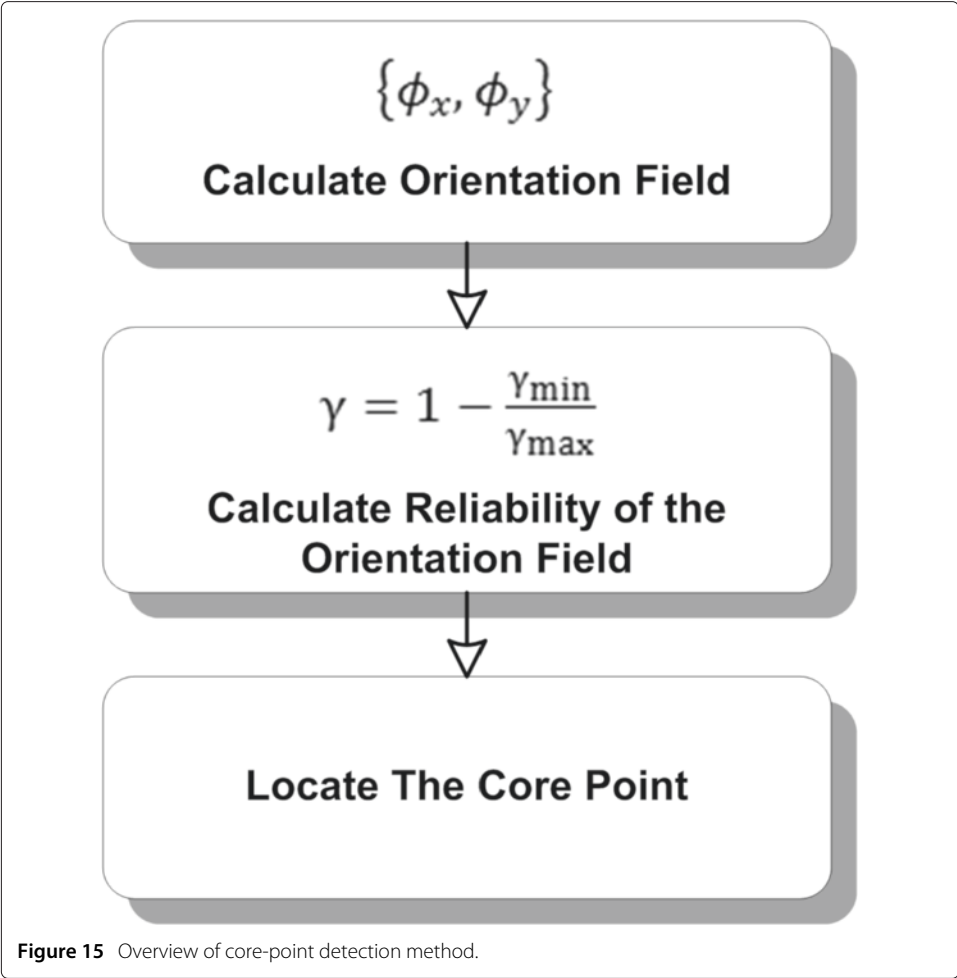 {ϕx, ϕy}
Calculate Orientation Field
γ = 1 − γmin/γmax
Calculate Reliability of the
Orientation Field
Locate The Core Point
Figure 15 Overview of core-point detection method.